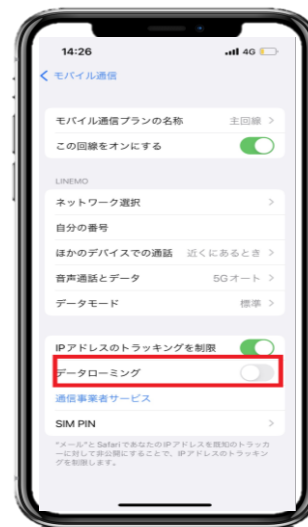 14:26
4G
モバイル通信
モバイル通信プランの名称 主回線
この回線をオンにする
LINEMO
ネットワーク選択
自分の番号
ほかのデバイスでの通話 近くにあるとき
音声通話とデータ 5Gオート
データモード 標準
IPアドレスのトラッキングを制限
データローミング
通信事業者サービス
SIM PIN
"メール"とSafariであなたのIPアドレスを既知のトラッカ
ーに対して非公開にすることで、IPアドレスのトラッキン
グを制限します。